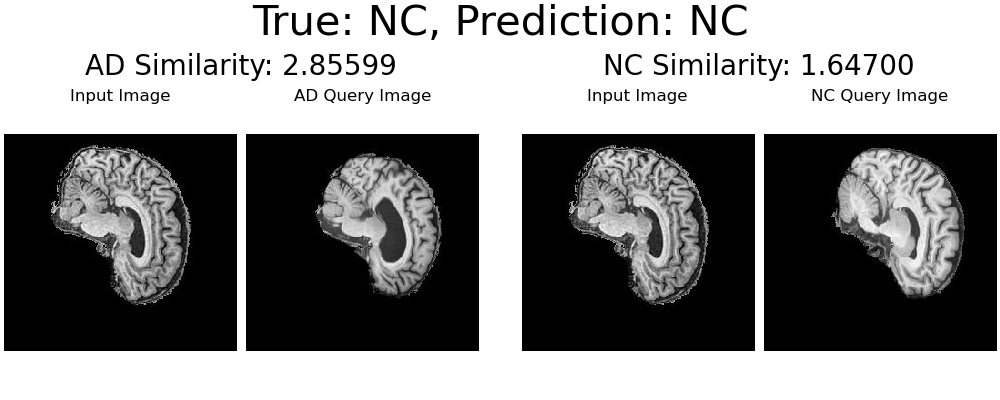 True: NC, Prediction: NC
AD Similarity: 2.85599
NC Similarity: 1.64700
Input Image
AD Query Image
Input Image
NC Query Image